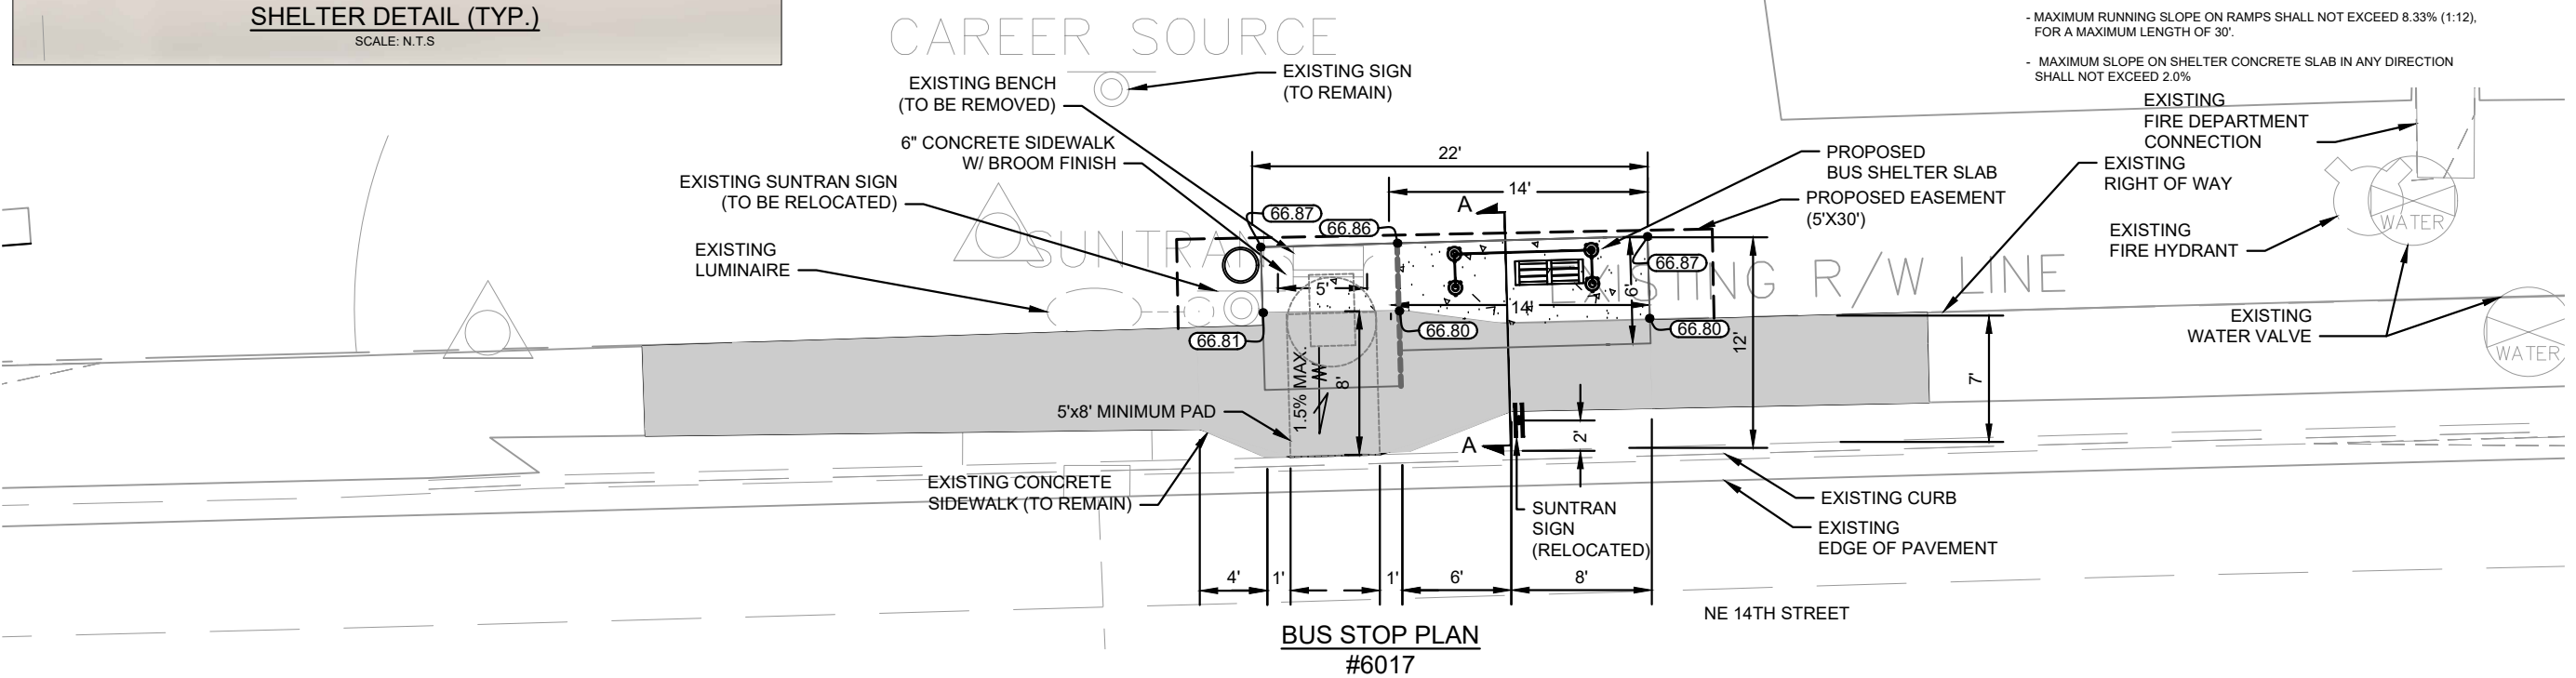 SHELTER DETAIL (TYP.)
SCALE: N.T.S
- MAXIMUM RUNNING SLOPE ON RAMPS SHALL NOT EXCEED 8.33% (1:12),
FOR A MAXIMUM LENGTH OF 30'.
- MAXIMUM SLOPE ON SHELTER CONCRETE SLAB IN ANY DIRECTION
SHALL NOT EXCEED 2.0%
CAREER SOURCE
EXISTING SIGN
(TO REMAIN)
EXISTING BENCH
(TO BE REMOVED)
6" CONCRETE SIDEWALK
W/ BROOM FINISH
EXISTING SUNTRAN SIGN
(TO BE RELOCATED)
EXISTING
LUMINAIRE
SUNTRAN
22'
14'
A
66.87
66.86
PROPOSED
BUS SHELTER SLAB
PROPOSED EASEMENT
(5'X30')
EXISTING
FIRE DEPARTMENT
CONNECTION
EXISTING
RIGHT OF WAY
EXISTING
FIRE HYDRANT
WATER
EXISTING
WATER VALVE
WATER
66.87
EXISTING R/W LINE
5'
14'
6'
66.81
66.80
66.80
12'
7'
1.5% MAX.
8'
5'x8' MINIMUM PAD
2'
A
EXISTING CONCRETE
SIDEWALK (TO REMAIN)
SUNTRAN
SIGN
(RELOCATED)
EXISTING CURB
EXISTING
EDGE OF PAVEMENT
4'
1'
1'
6'
8'
NE 14TH STREET
BUS STOP PLAN
#6017